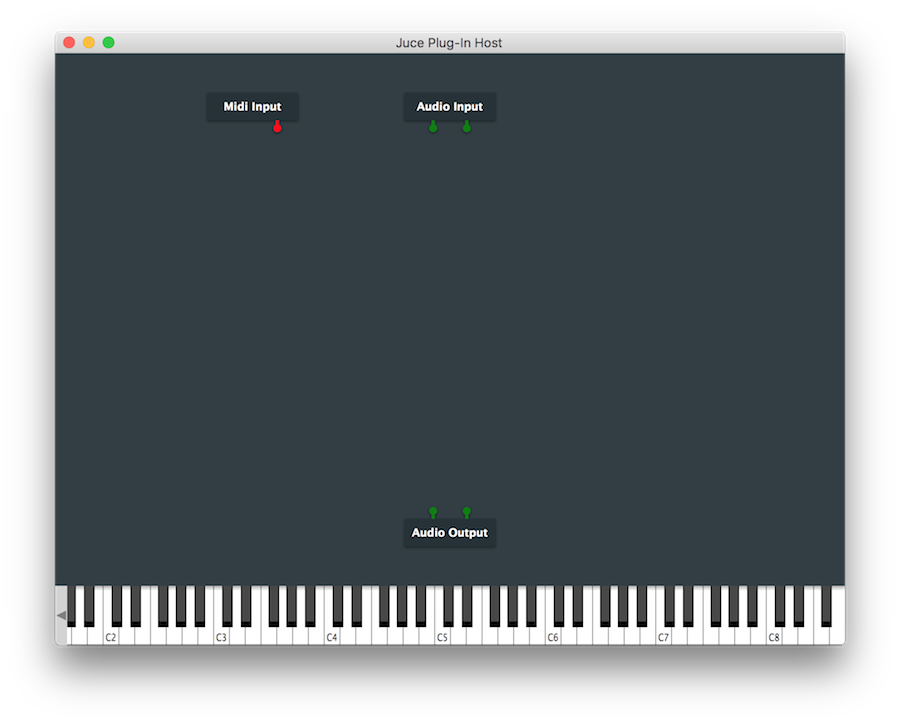 Juce Plug-In Host
Midi Input
Audio Input
Audio Output
C2 C3 C4 C5 C6 C7 C8